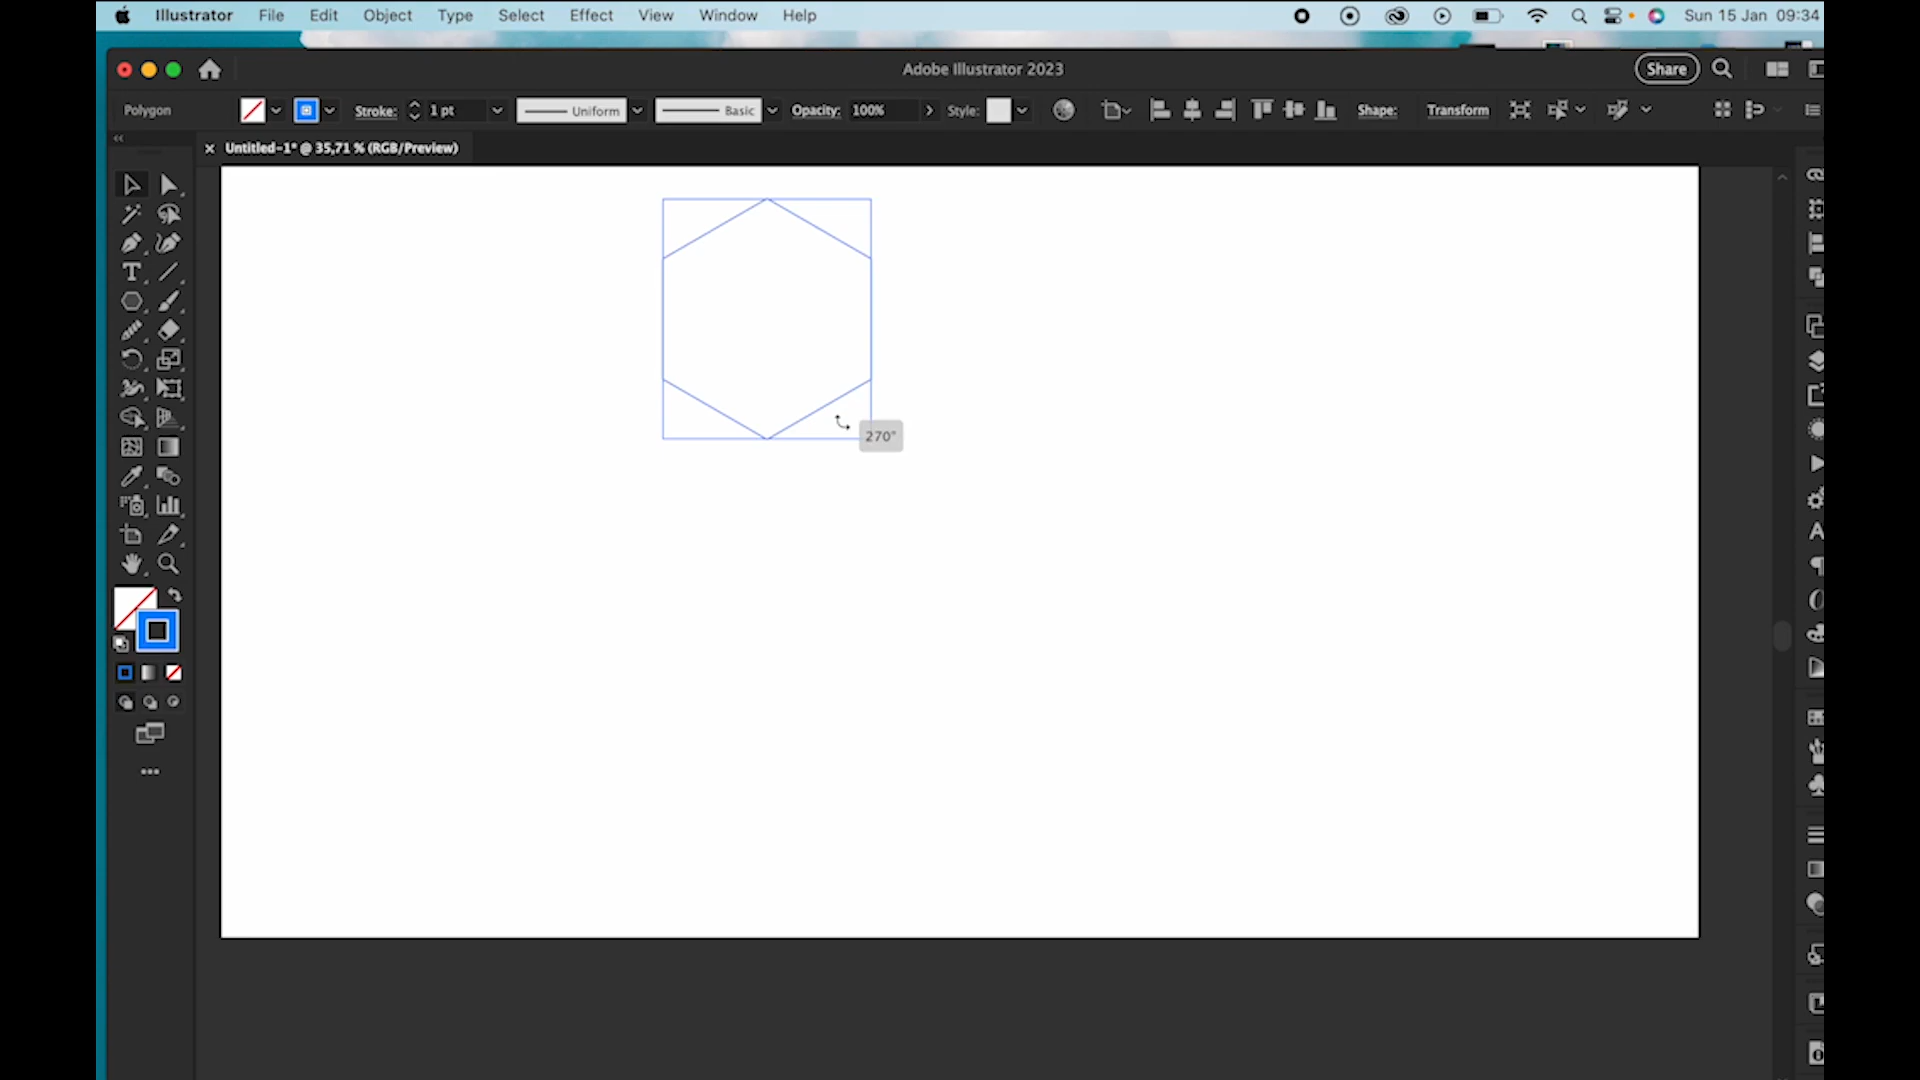 Illustrator File Edit Object Type Select Effect View Window Help Sun 15 Jan 09:34
Adobe Illustrator 2023 Share
Polygon Stroke: 1 pt Uniform Basic Opacity: 100% Style: Shape: Transform
Untitled-1* @ 35,71 % (RGB/Preview)
270°